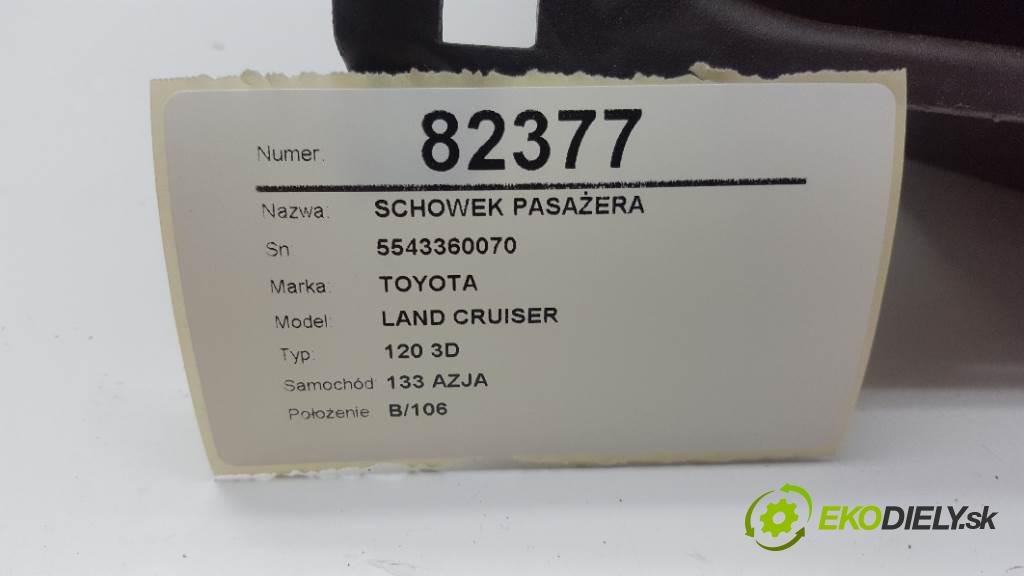 Numer: 82377
Nazwa: SCHOWEK PASAŻERA
Sn 5543360070
Marka: TOYOTA
Model: LAND CRUISER
Typ: 120 3D
Samochód 133 AZJA
Położenie B/106
EKODIELY.sk